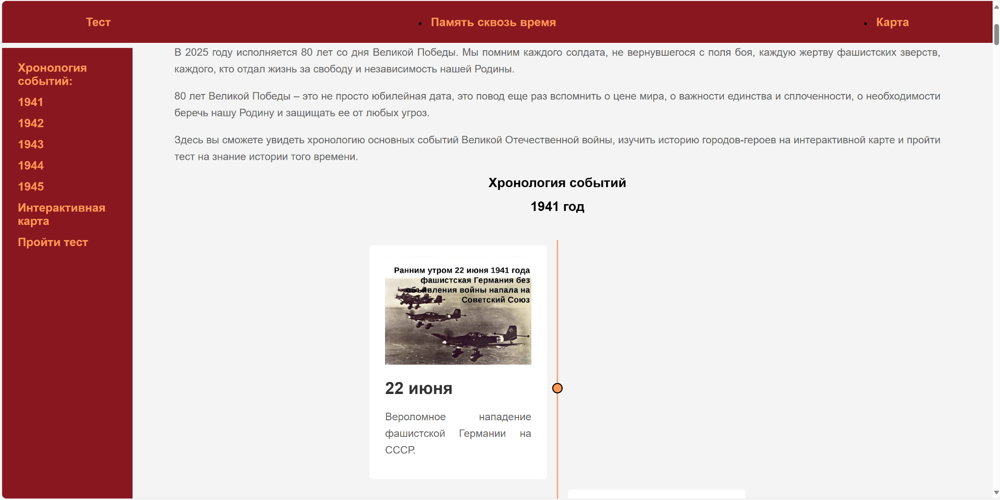 Тест
Память сквозь время
Карта
Хронология
событий:
1941
1942
1943
1944
1945
Интерактивная
карта
Пройти тест
В 2025 году исполняется 80 лет со дня Великой Победы. Мы помним каждого солдата, не вернувшегося с поля боя, каждую жертву фашистских зверств,
каждого, кто отдал жизнь за свободу и независимость нашей Родины.
80 лет Великой Победы – это не просто юбилейная дата, это повод еще раз вспомнить о цене мира, о важности единства и сплоченности, о необходимости
беречь нашу Родину и защищать ее от любых угроз.
Здесь вы сможете увидеть хронологию основных событий Великой Отечественной войны, изучить историю городов-героев на интерактивной карте и пройти
тест на знание истории того времени.
Хронология событий
1941 год
Ранним утром 22 июня 1941 года
фашистская Германия без
объявления войны напала на
Советский Союз
22 июня
Вероломное нападение
фашистской Германии на
СССР.